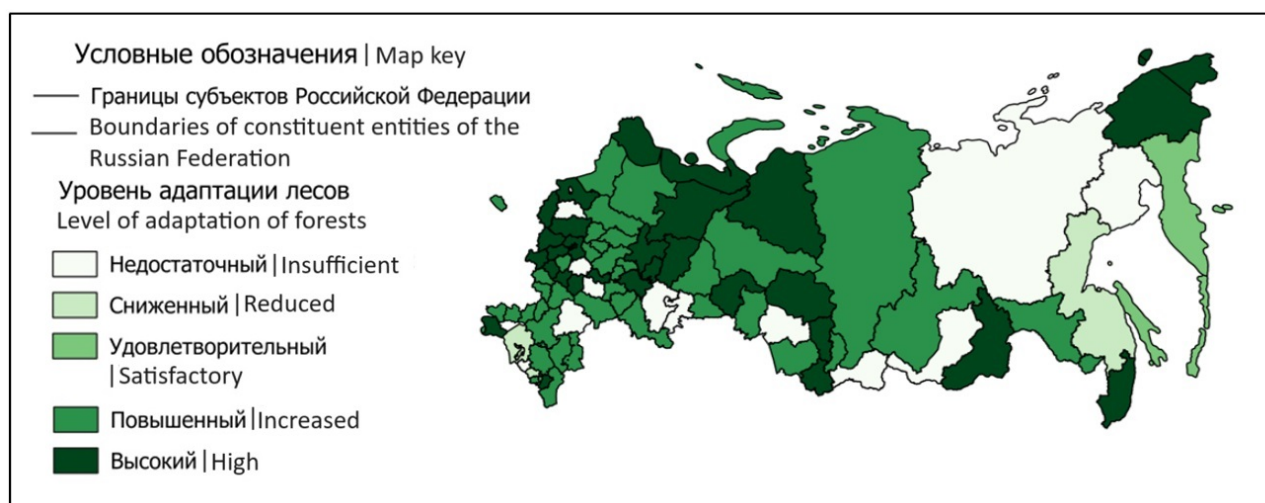 Условные обозначения | Map key
Границы субъектов Российской Федерации
Boundaries of constituent entities of the
Russian Federation
Уровень адаптации лесов
Level of adaptation of forests
Недостаточный | Insufficient
Сниженный | Reduced
Удовлетворительный
| Satisfactory
Повышенный | Increased
Высокий | High